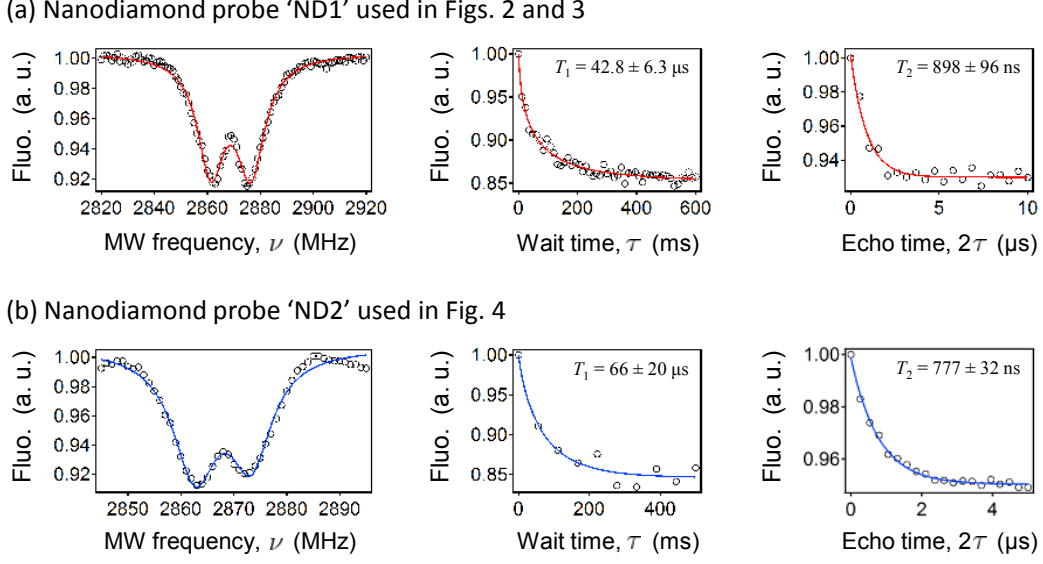 (a) Nanodiamond probe ‘ND1’ used in Figs. 2 and 3
Fluo. (a. u.)
1.00
0.98
0.96
0.94
0.92
2820 2840 2860 2880 2900 2920
MW frequency, ν (MHz)
Fluo. (a. u.)
T1 = 42.8 ± 6.3 µs
1.00
0.95
0.90
0.85
0 200 400 600
Wait time, τ (ms)
Fluo. (a. u.)
T2 = 898 ± 96 ns
1.00
0.98
0.96
0.94
0 5 10
Echo time, 2τ (µs)
(b) Nanodiamond probe ‘ND2’ used in Fig. 4
Fluo. (a. u.)
1.00
0.98
0.96
0.94
0.92
2850 2860 2870 2880 2890
MW frequency, ν (MHz)
Fluo. (a. u.)
T1 = 66 ± 20 µs
1.00
0.95
0.90
0.85
0 200 400
Wait time, τ (ms)
Fluo. (a. u.)
T2 = 777 ± 32 ns
1.00
0.98
0.96
0 2 4
Echo time, 2τ (µs)